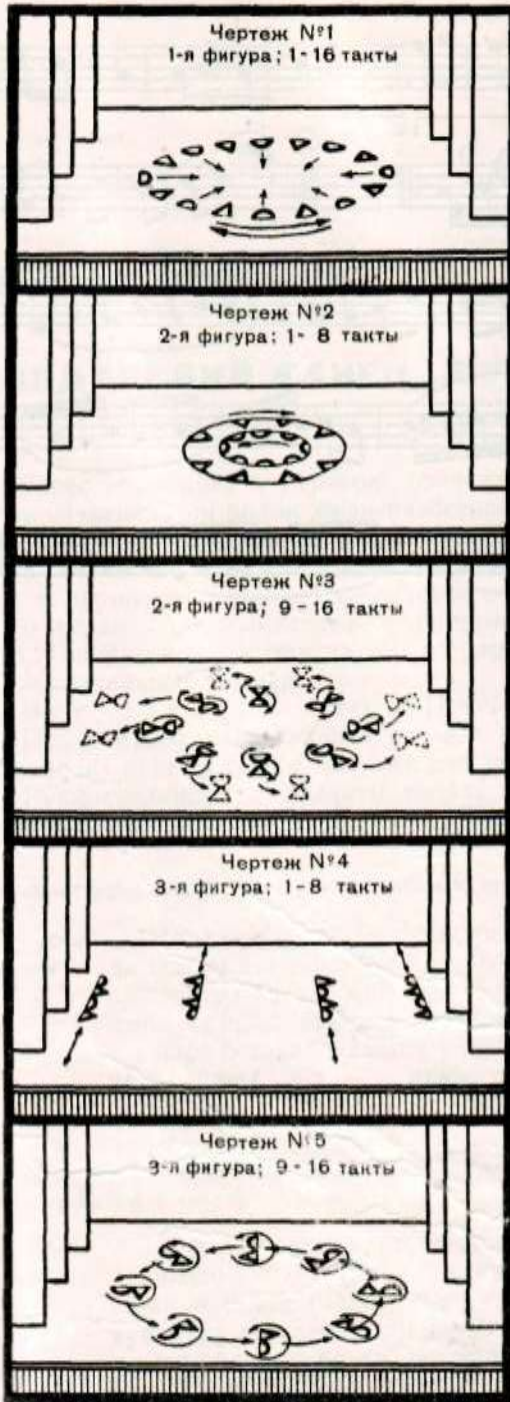 Чертеж №1
1-я фигура; 1-16 такты
Чертеж №2
2-я фигура; 1- 8 такты
Чертеж №3
2-я фигура; 9-16 такты
Чертеж №4
3-я фигура; 1-8 такты
Чертеж №5
3-я фигура; 9-16 такты